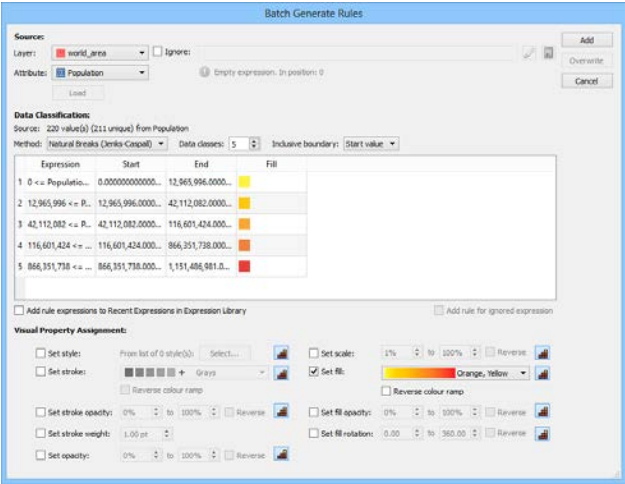 Batch Generate Rules
Source:
Layer: world_area Ignore:
Attribute: Population Empty expression. In position: 0
Load
Add
Overwrite
Cancel
Data Classification:
Source: 220 value(s) (211 unique) from Population
Method: Natural Breaks (Jenks-Caspall) Data classes: 5 Inclusive boundary: Start value
Expression Start End Fill
1 0 <= Populatio... 0.00000000000... 12,965,996.0000...
2 12,965,996 <= P... 12,965,996.0000... 42,112,082.0000...
3 42,112,082 <= P... 42,112,082.0000... 116,601,424.000...
4 116,601,424 <= ... 116,601,424.000... 866,351,738.000...
5 866,351,738 <= ... 866,351,738.000... 1,151,486,981.0...
Add rule expressions to Recent Expressions in Expression Library Add rule for ignored expression
Visual Property Assignment:
Set style: From list of 0 style(s): Select... Set scale: 1% to 100% Reverse
Set stroke: + Grays Set fill: Orange, Yellow
Reverse colour ramp Reverse colour ramp
Set stroke opacity: 0% to 100% Reverse Set fill opacity: 0% to 100% Reverse
Set stroke weight: 1.00 pt Set fill rotation: 0.00 to 360.00 Reverse
Set opacity: 0% to 100% Reverse